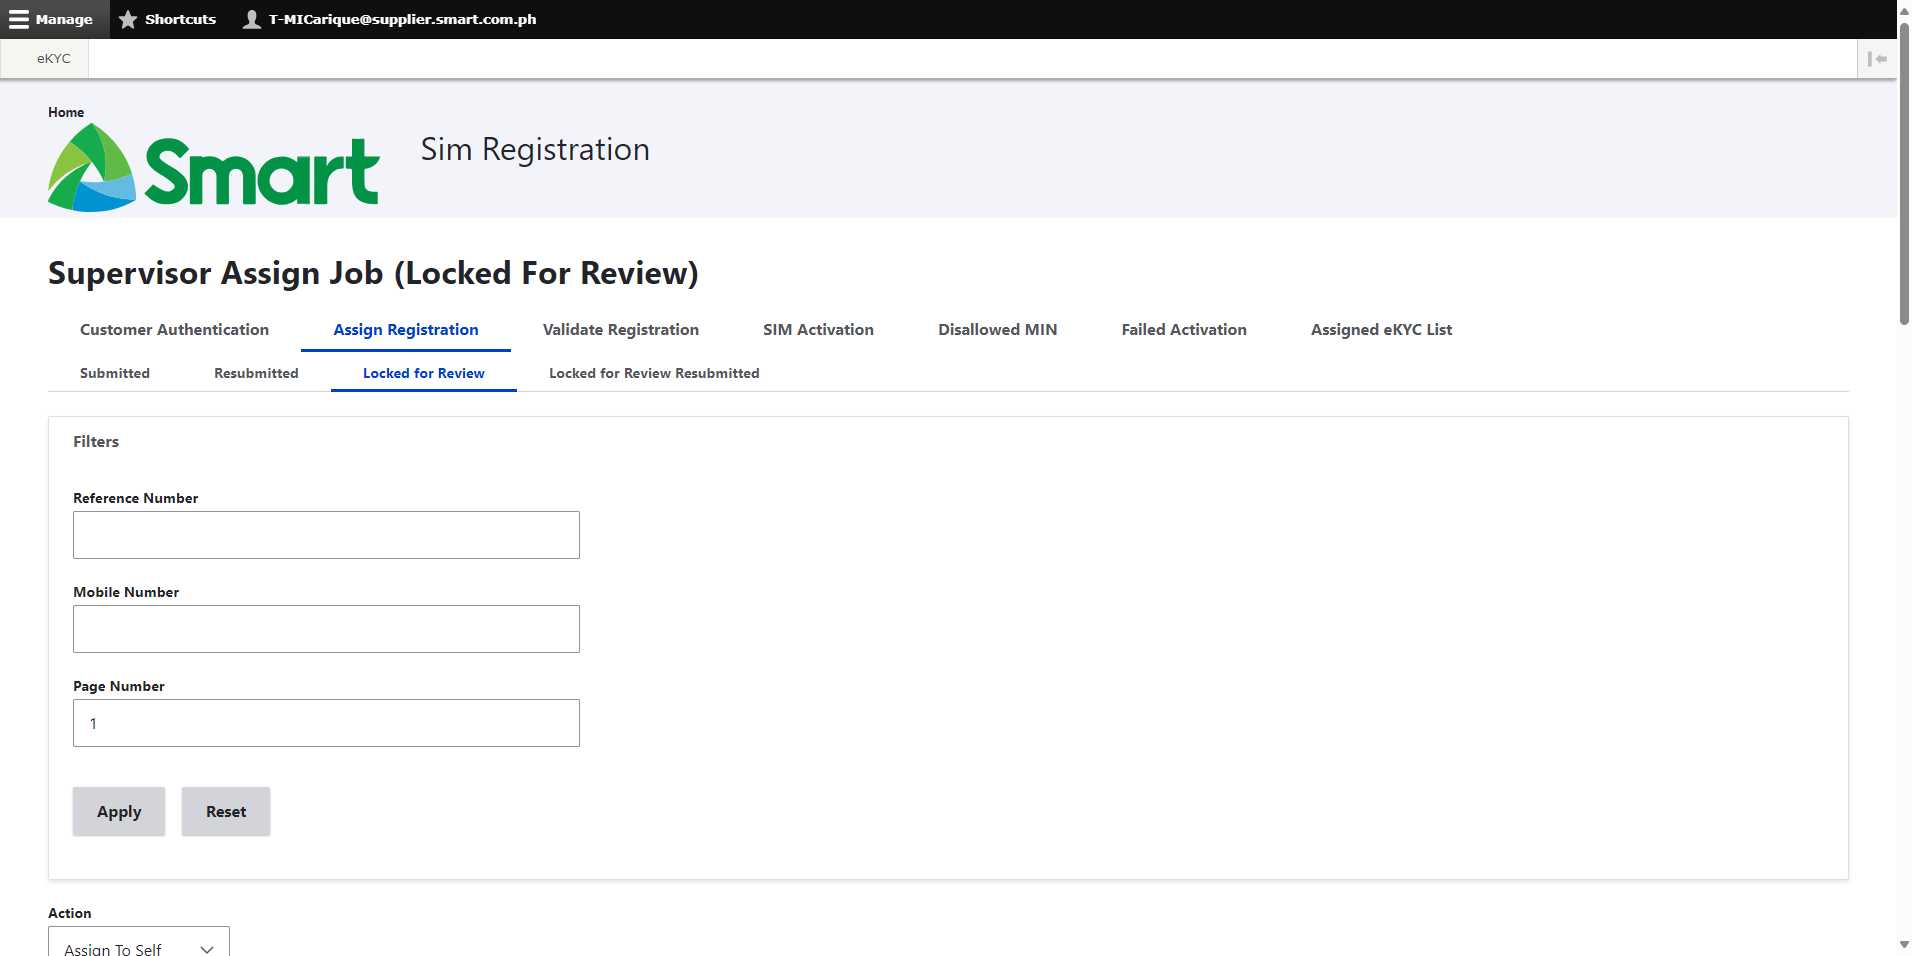 Manage Shortcuts T-MICarique@supplier.smart.com.ph
eKYC
Home
Smart
Sim Registration
Supervisor Assign Job (Locked For Review)
Customer Authentication Assign Registration Validate Registration SIM Activation Disallowed MIN Failed Activation Assigned eKYC List
Submitted Resubmitted Locked for Review Locked for Review Resubmitted
Filters
Reference Number
Mobile Number
Page Number
1
Apply Reset
Action
Assign To Self